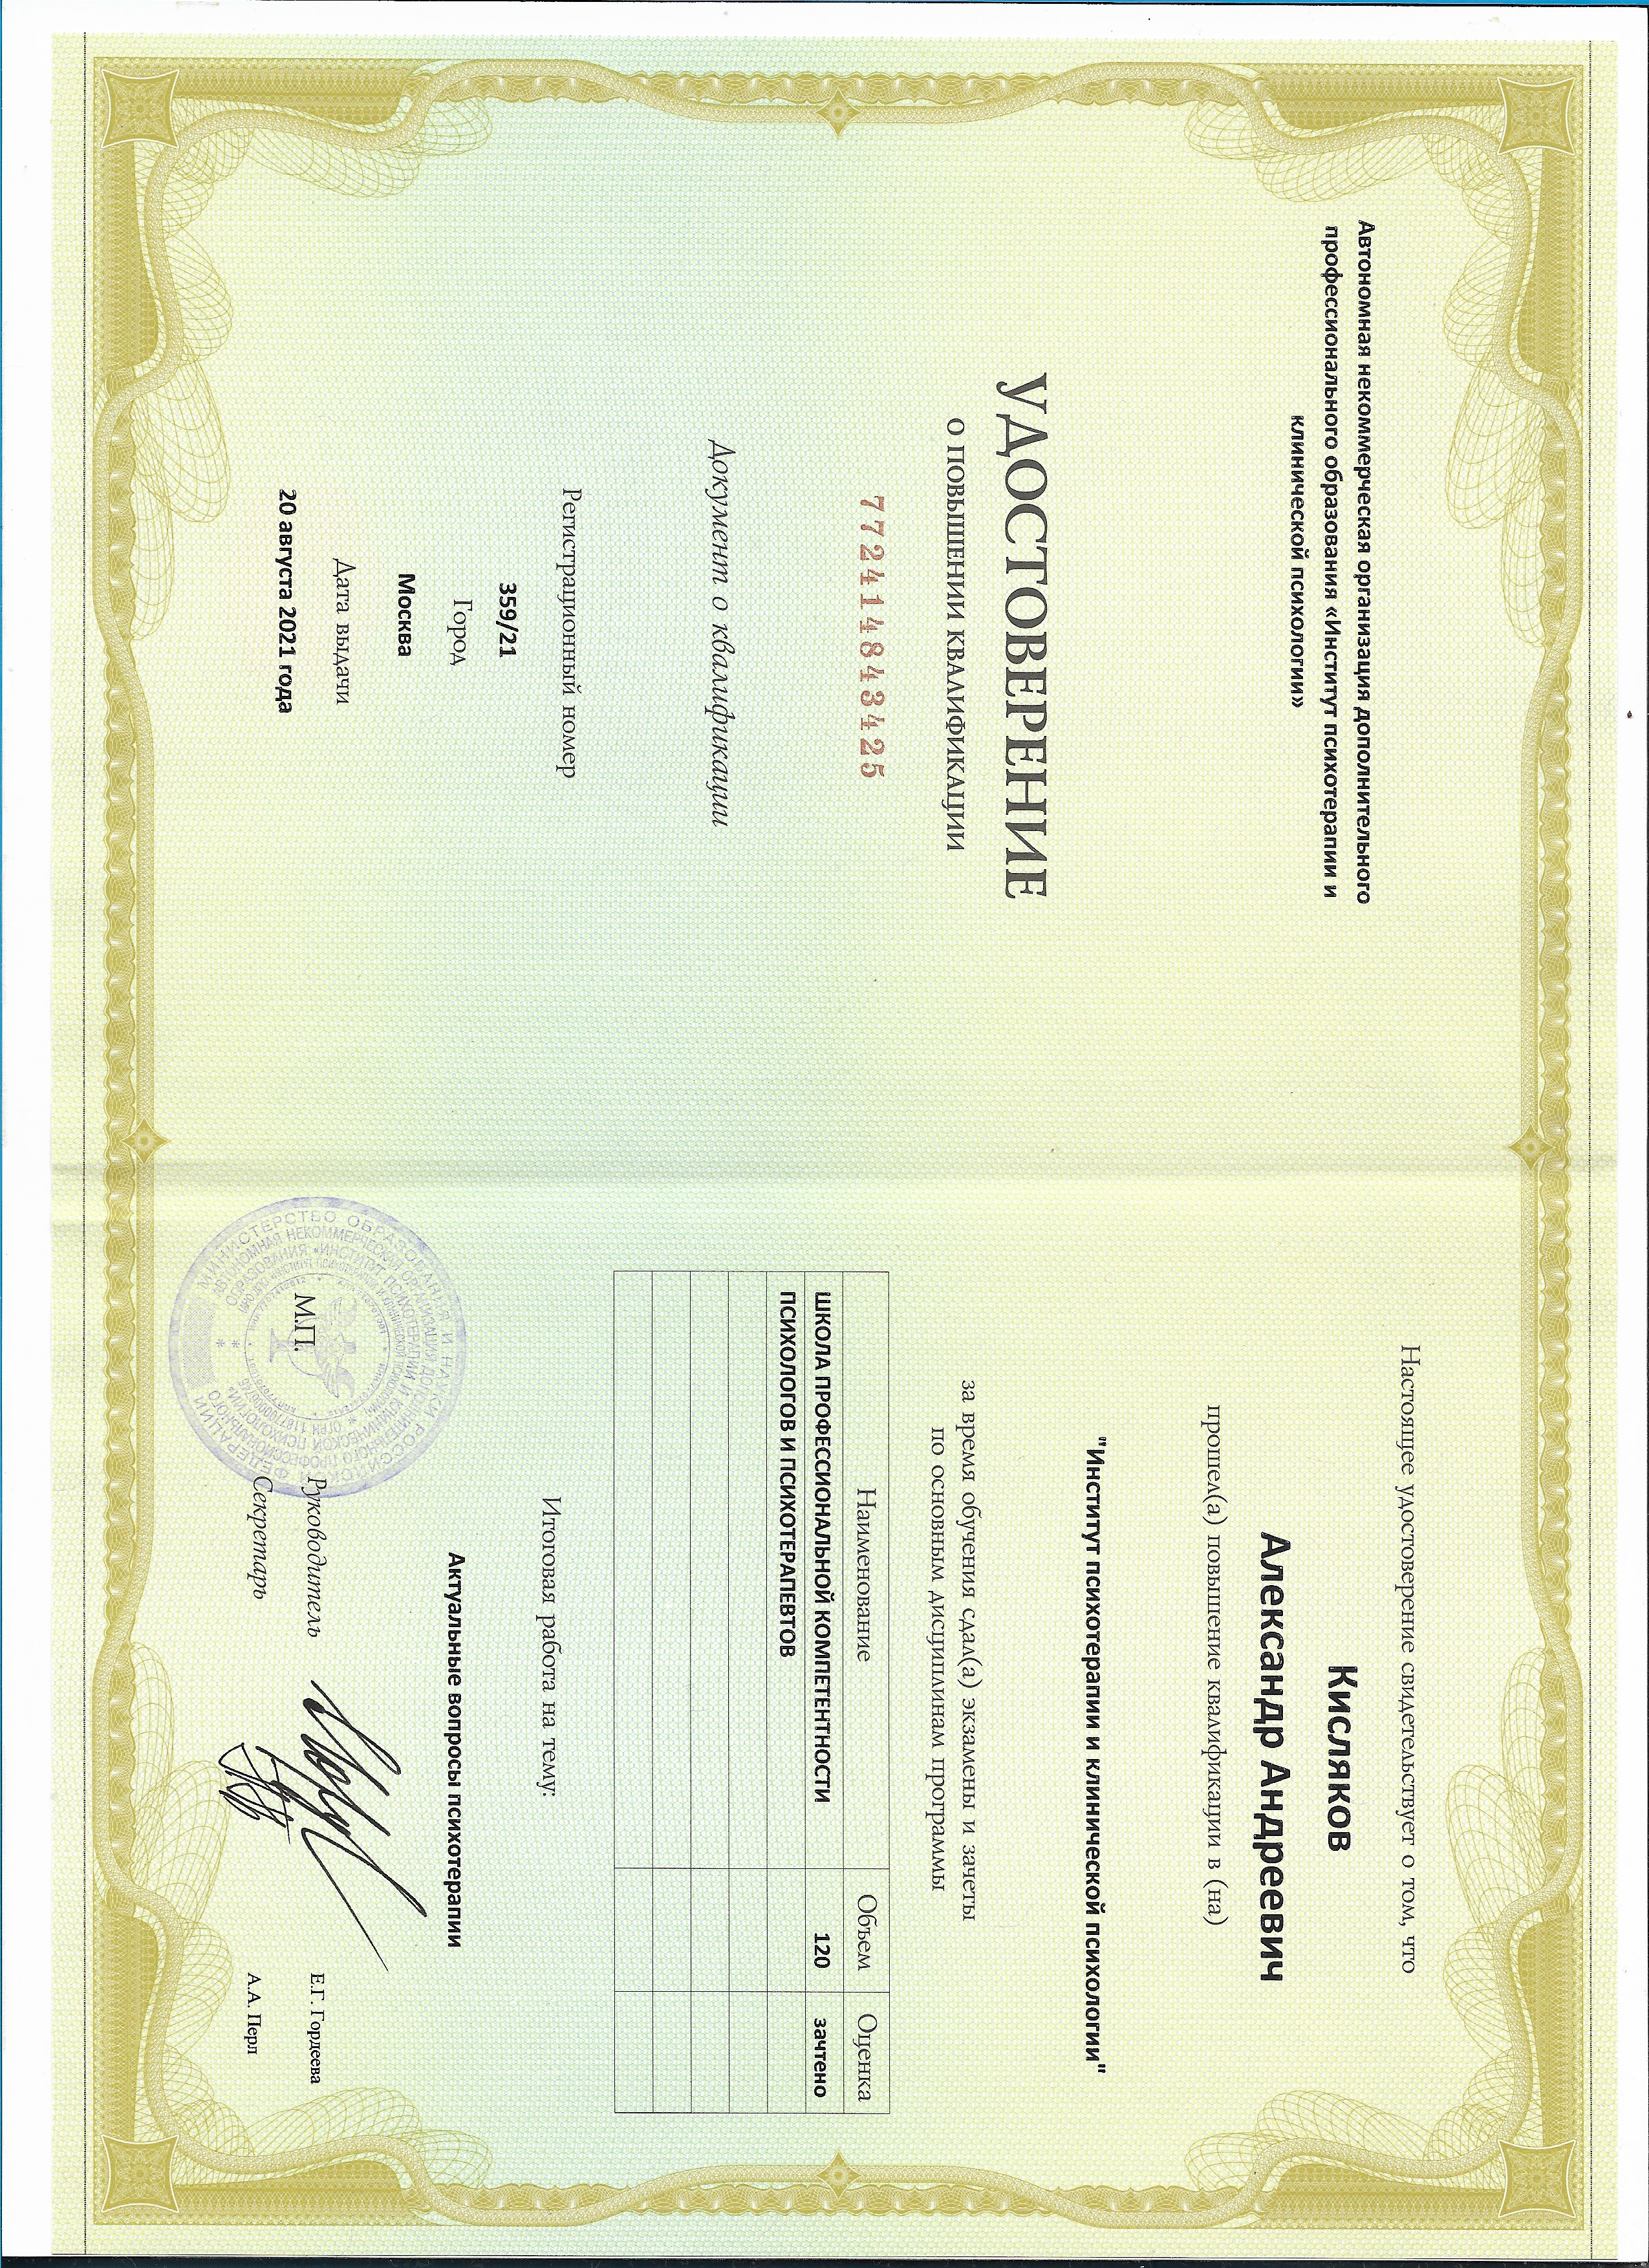 Автономная некоммерческая организация дополнительного
профессионального образования «Институт психотерапии и
клинической психологии»
УДОСТОВЕРЕНИЕ
О ПОВЫШЕНИИ КВАЛИФИКАЦИИ
772414843425
Документ о квалификации
Регистрационный номер
359/21
Город
Москва
Дата выдачи
20 августа 2021 года
Настоящее удостоверение свидетельствует о том, что
Кисляков
Александр Андреевич
прошел(а) повышение квалификации в (на)
"Институт психотерапии и клинической психологии"
за время обучения сдал(а) экзамены и зачеты
по основным дисциплинам программы
Наименование Объем Оценка
ШКОЛА ПРОФЕССИОНАЛЬНОЙ КОМПЕТЕНТНОСТИ 120 зачтено
ПСИХОЛОГОВ И ПСИХОТЕРАПЕВТОВ
Итоговая работа на тему:
Актуальные вопросы психотерапии
МИНИСТЕРСТВО ОБРАЗОВАНИЯ И НАУКИ РОССИЙСКОЙ ФЕДЕРАЦИИ
АВТОНОМНАЯ НЕКОММЕРЧЕСКАЯ ОРГАНИЗАЦИЯ ДОПОЛНИТЕЛЬНОГО ПРОФЕССИОНАЛЬНОГО
ОБРАЗОВАНИЯ «ИНСТИТУТ ПСИХОТЕРАПИИ И КЛИНИЧЕСКОЙ ПСИХОЛОГИИ»
М.П.
Руководитель Е.Г. Гордеева
Секретарь А.А. Перл